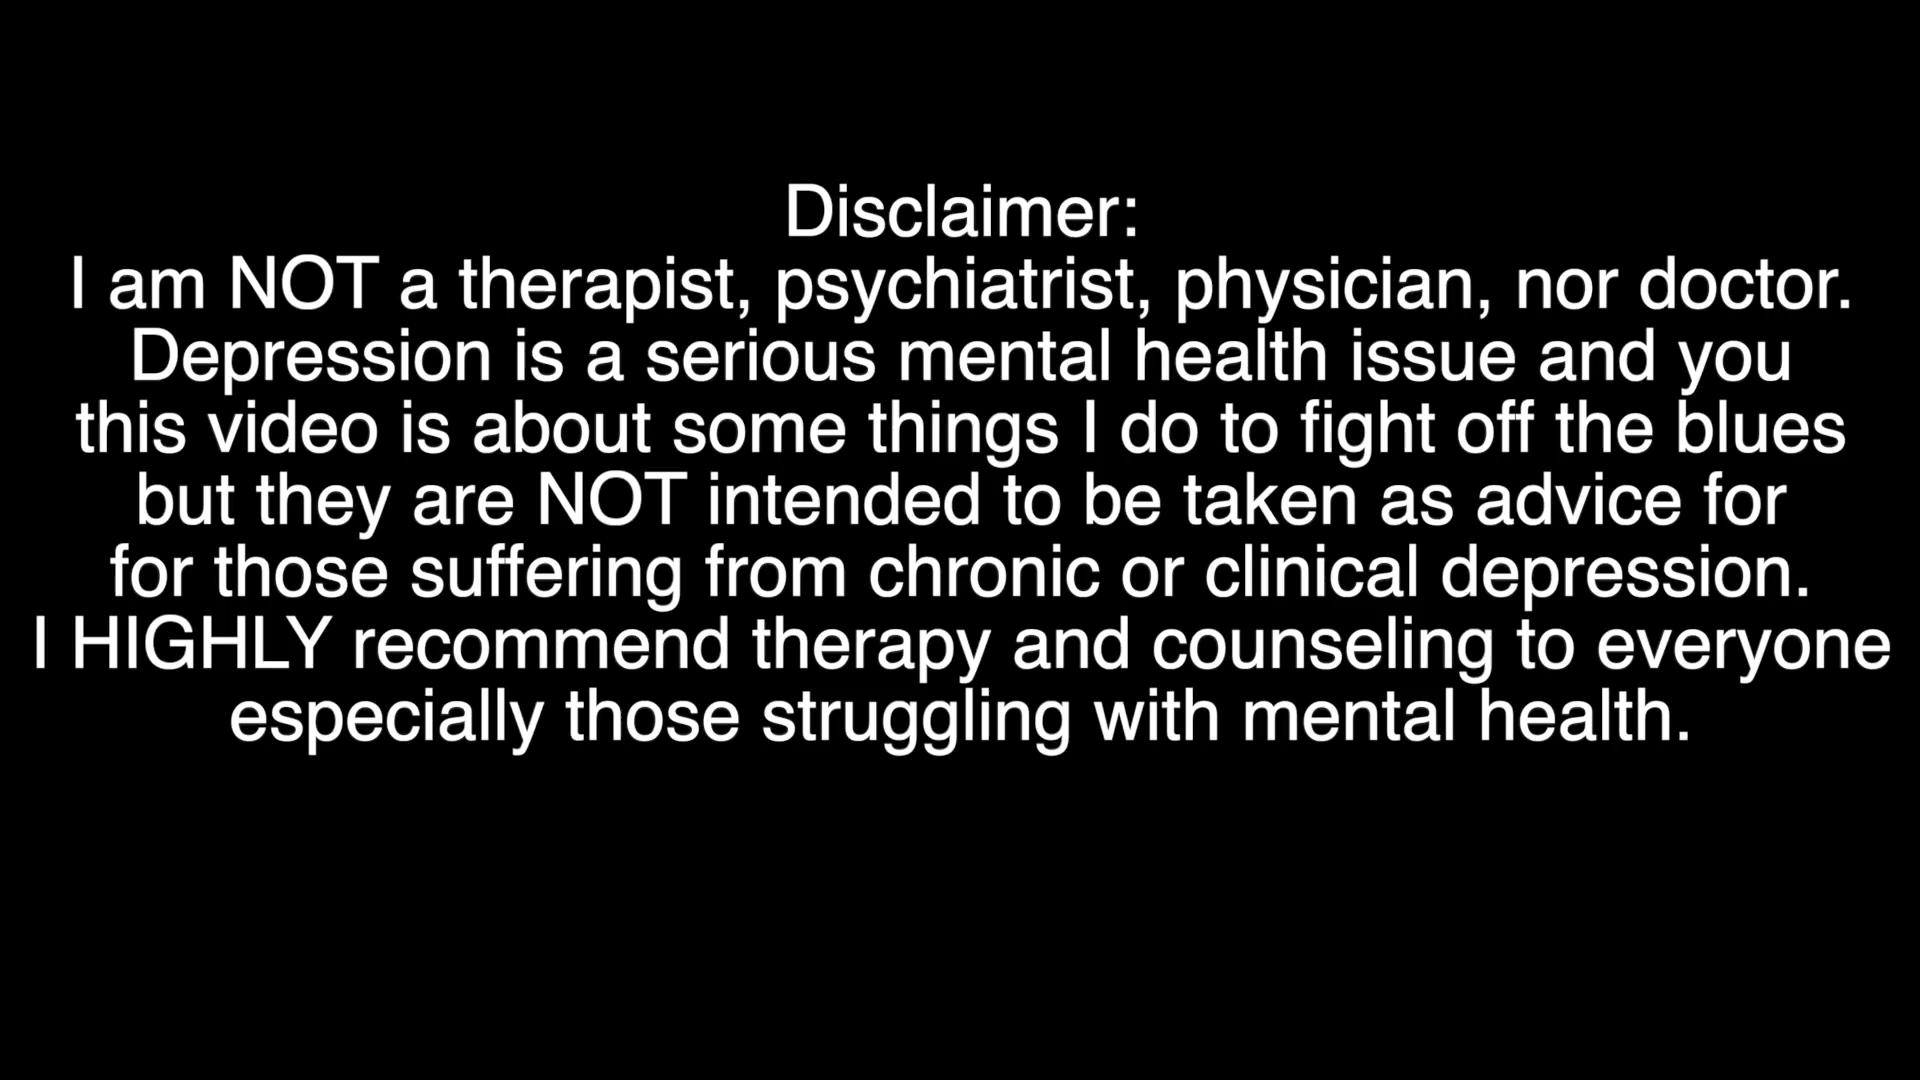 Disclaimer:
I am NOT a therapist, psychiatrist, physician, nor doctor.
Depression is a serious mental health issue and you
this video is about some things I do to fight off the blues
but they are NOT intended to be taken as advice for
for those suffering from chronic or clinical depression.
I HIGHLY recommend therapy and counseling to everyone
especially those struggling with mental health.